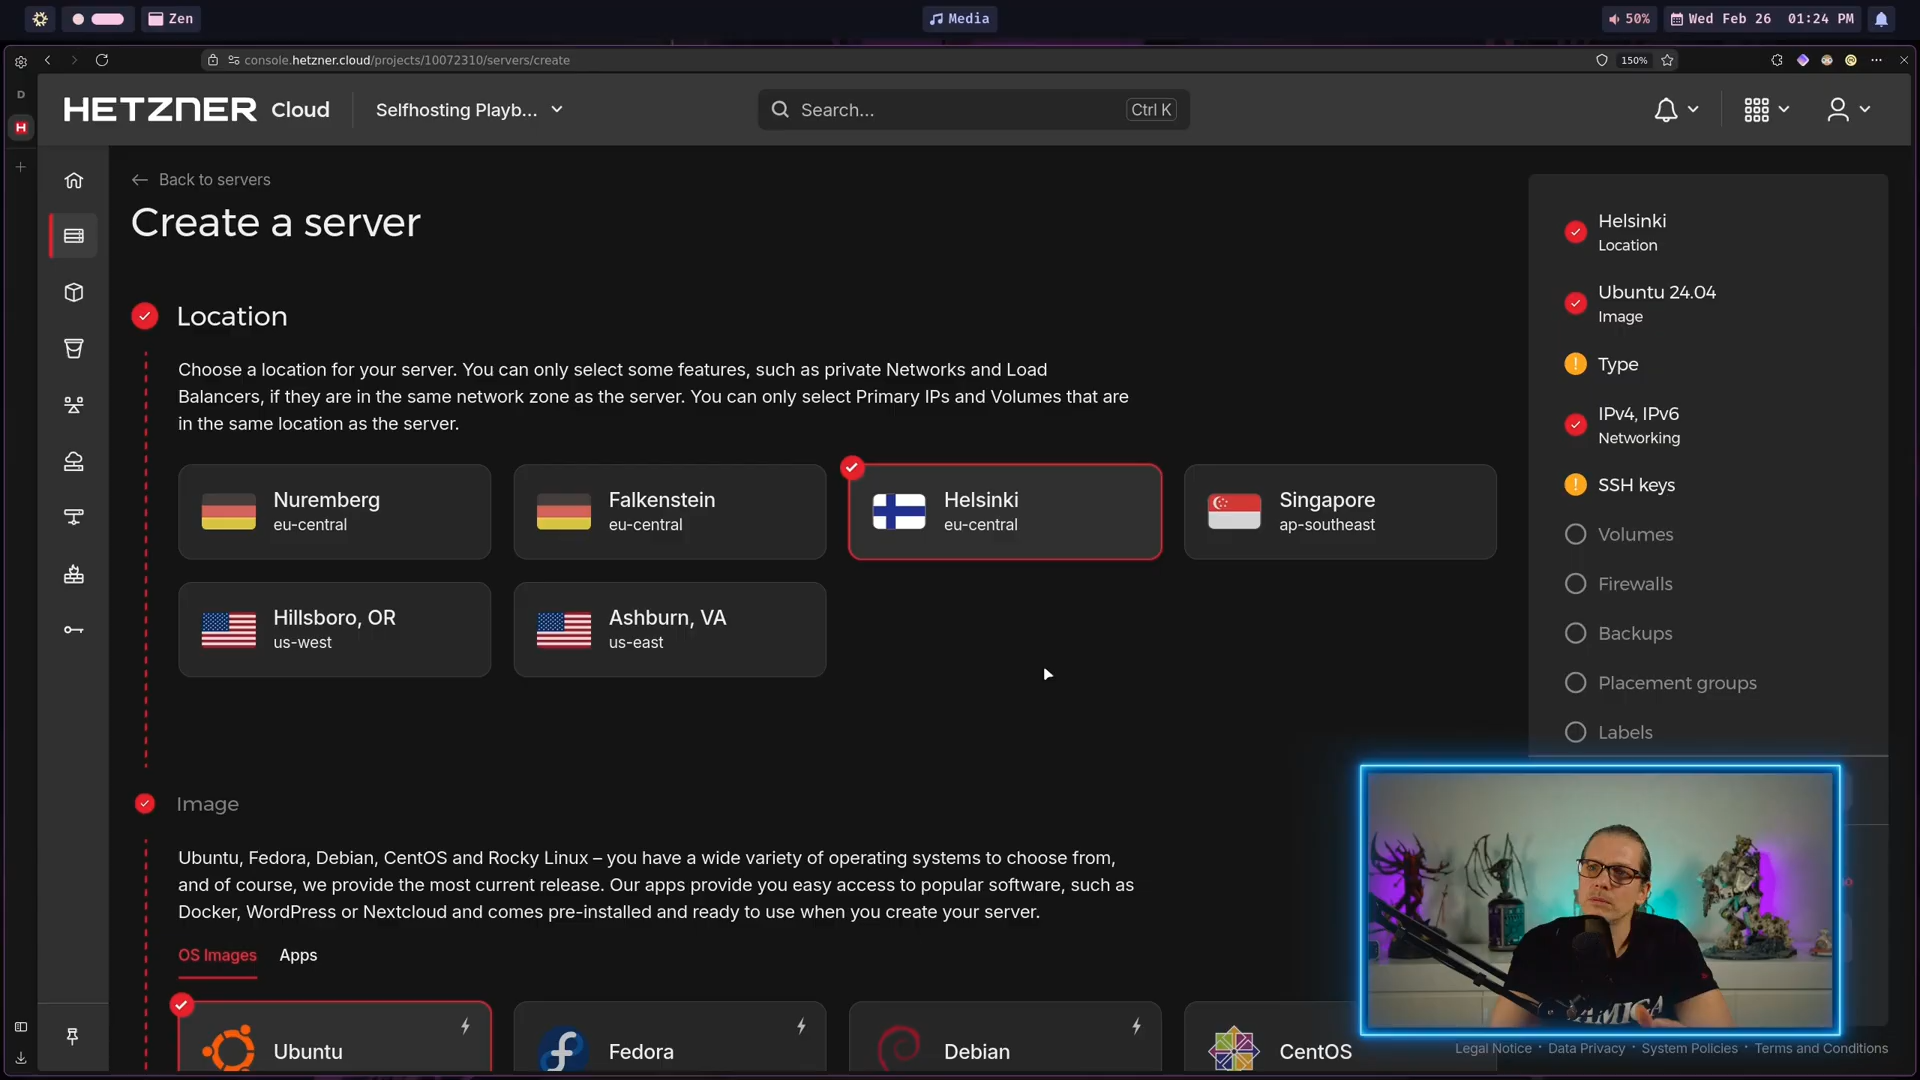 Zen
Media
50%
Wed Feb 26 01:24 PM
console.hetzner.cloud/projects/10072310/servers/create
150%
D
H
HETZNER Cloud
Selfhosting Playb...
Search...
Ctrl K
Back to servers
Create a server
Location
Choose a location for your server. You can only select some features, such as private Networks and Load
Balancers, if they are in the same network zone as the server. You can only select Primary IPs and Volumes that are
in the same location as the server.
Nuremberg
eu-central
Falkenstein
eu-central
Helsinki
eu-central
Singapore
ap-southeast
Hillsboro, OR
us-west
Ashburn, VA
us-east
Image
Ubuntu, Fedora, Debian, CentOS and Rocky Linux – you have a wide variety of operating systems to choose from,
and of course, we provide the most current release. Our apps provide you easy access to popular software, such as
Docker, WordPress or Nextcloud and comes pre-installed and ready to use when you create your server.
OS Images
Apps
Ubuntu
Fedora
Debian
CentOS
Helsinki
Location
Ubuntu 24.04
Image
Type
IPv4, IPv6
Networking
SSH keys
Volumes
Firewalls
Backups
Placement groups
Labels
Legal Notice · Data Privacy · System Policies · Terms and Conditions